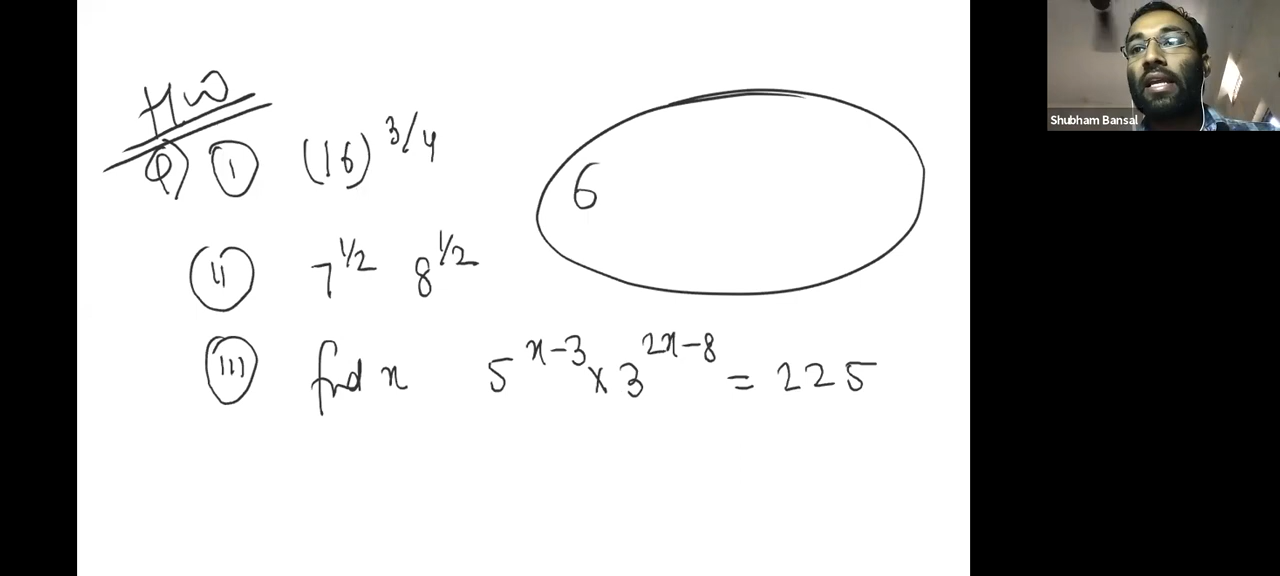 HW
Q) (i) (16)^3/4
6
(ii) 7^1/2 8^1/2
(iii) find x 5^x-3 × 3^2x-8 = 225
Shubham Bansal